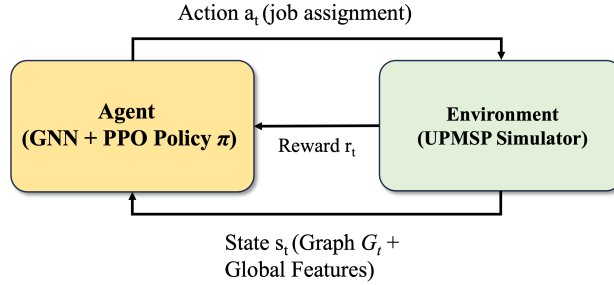 Action a_t (job assignment)
Agent
(GNN + PPO Policy π)
Environment
(UPMSP Simulator)
Reward r_t
State s_t (Graph G_t +
Global Features)